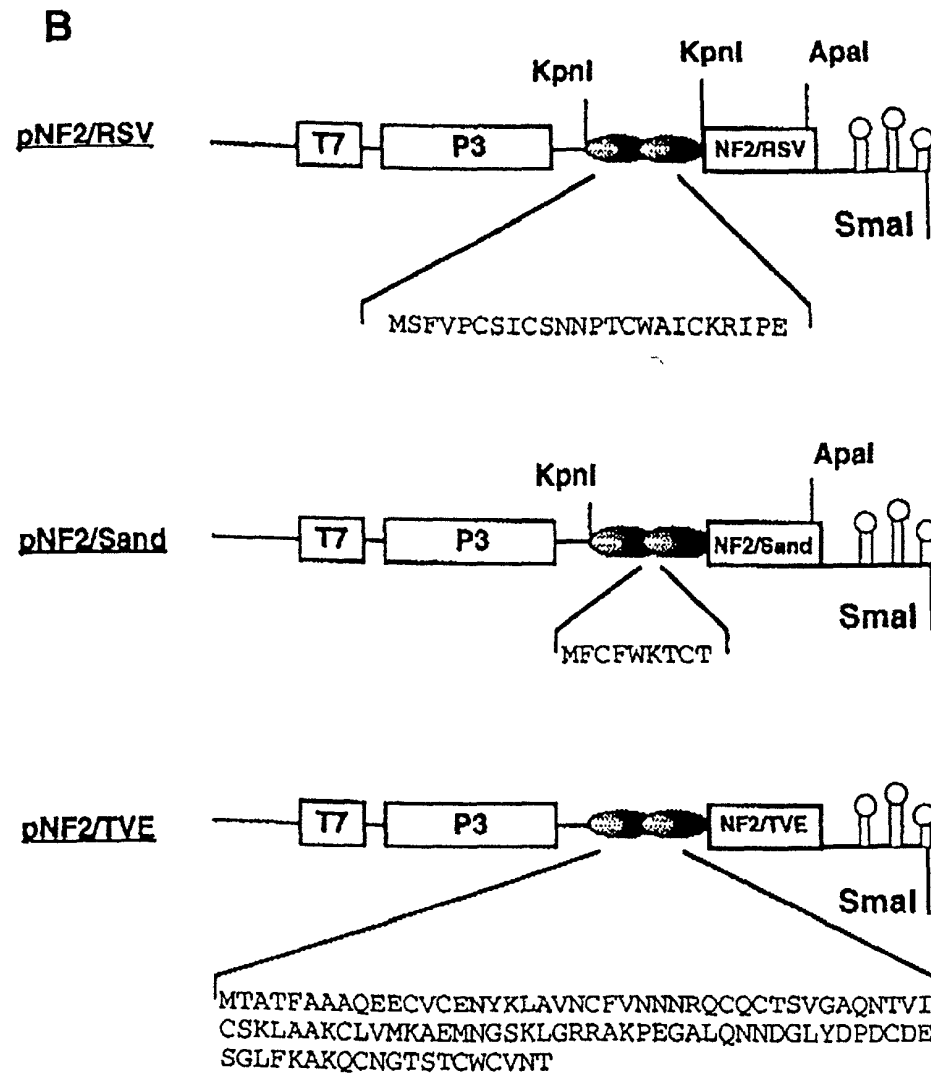 B
KpnI KpnI ApaI
pNF2/RSV T7 P3 NF2/RSV
SmaI
MSFVPCSICSNNPTCWAICKRIPE
KpnI ApaI
pNF2/Sand T7 P3 NF2/Sand
SmaI
MFCFWKTCT
pNF2/TVE T7 P3 NF2/TVE
SmaI
MTATFAAAQEECVCENYKLAVNCFVNNNRQCQCTSVGAQNTVI
CSKLAAKCLVMKAEMNGSKLGRRAKPEGALQNNDGLYDPDCDE
SGLFKAKQCNGTSTCWCVNT